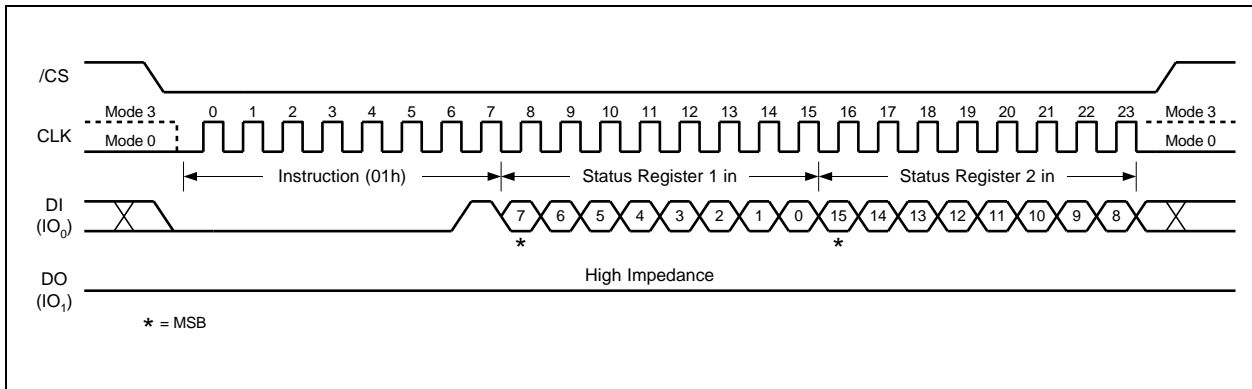 /CS
Mode 3 0 1 2 3 4 5 6 7 8 9 10 11 12 13 14 15 16 17 18 19 20 21 22 23 Mode 3
CLK
Mode 0 Mode 0
Instruction (01h) Status Register 1 in Status Register 2 in
DI
(IO₀)
7 6 5 4 3 2 1 0 15 14 13 12 11 10 9 8
* *
High Impedance
DO
(IO₁)
* = MSB